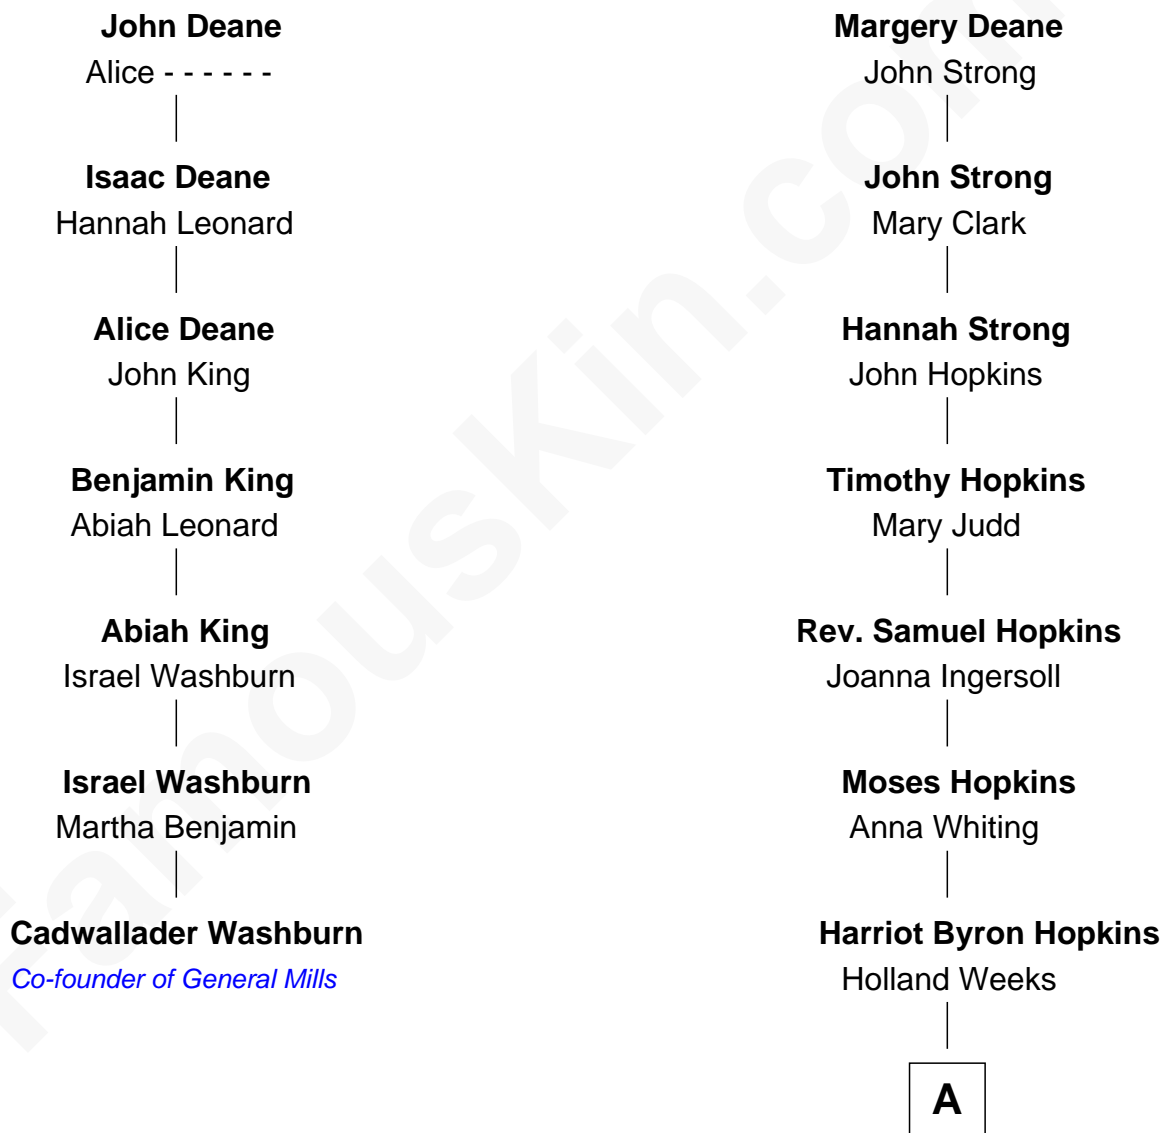 John Deane
Alice - - - - - -
Isaac Deane
Hannah Leonard
Alice Deane
John King
Benjamin King
Abiah Leonard
Abiah King
Israel Washburn
Israel Washburn
Martha Benjamin
Cadwallader Washburn
Co-founder of General Mills
Margery Deane
John Strong
John Strong
Mary Clark
Hannah Strong
John Hopkins
Timothy Hopkins
Mary Judd
Rev. Samuel Hopkins
Joanna Ingersoll
Moses Hopkins
Anna Whiting
Harriot Byron Hopkins
Holland Weeks
A
FamousKin.com